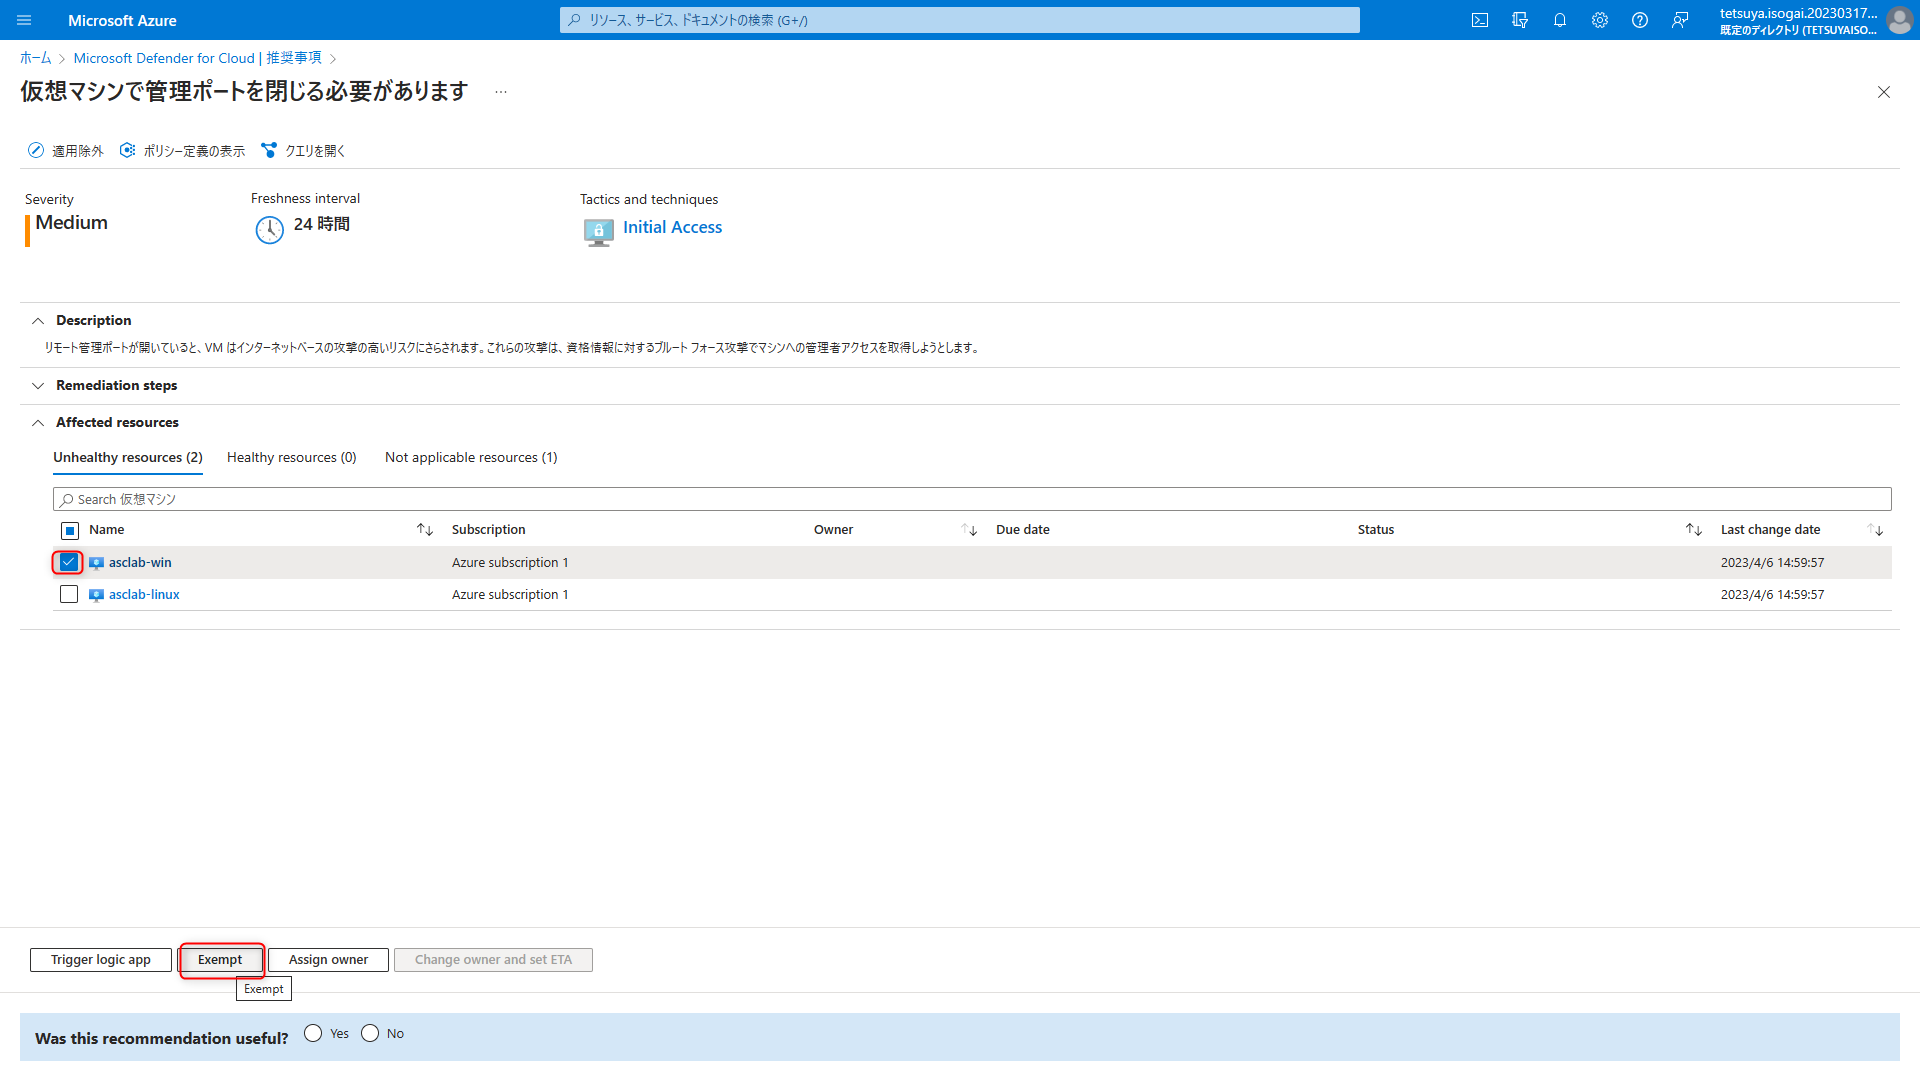 Microsoft Azure
リソース、サービス、ドキュメントの検索 (G+/)
tetsuya.isogai.20230317...
既定のディレクトリ (TETSUYAISO...
ホーム > Microsoft Defender for Cloud | 推奨事項 >
仮想マシンで管理ポートを閉じる必要があります ...
適用除外 ポリシー定義の表示 クエリを開く
Severity
Medium
Freshness interval
24 時間
Tactics and techniques
Initial Access
Description
リモート管理ポートが開いていると、VM はインターネットベースの攻撃の高いリスクにさらされます。これらの攻撃は、資格情報に対するブルート フォース攻撃でマシンへの管理者アクセスを取得しようとします。
Remediation steps
Affected resources
Unhealthy resources (2) Healthy resources (0) Not applicable resources (1)
Search 仮想マシン
Name Subscription Owner Due date Status Last change date
asclab-win Azure subscription 1 2023/4/6 14:59:57
asclab-linux Azure subscription 1 2023/4/6 14:59:57
Trigger logic app Exempt Assign owner Change owner and set ETA
Exempt
Was this recommendation useful? Yes No